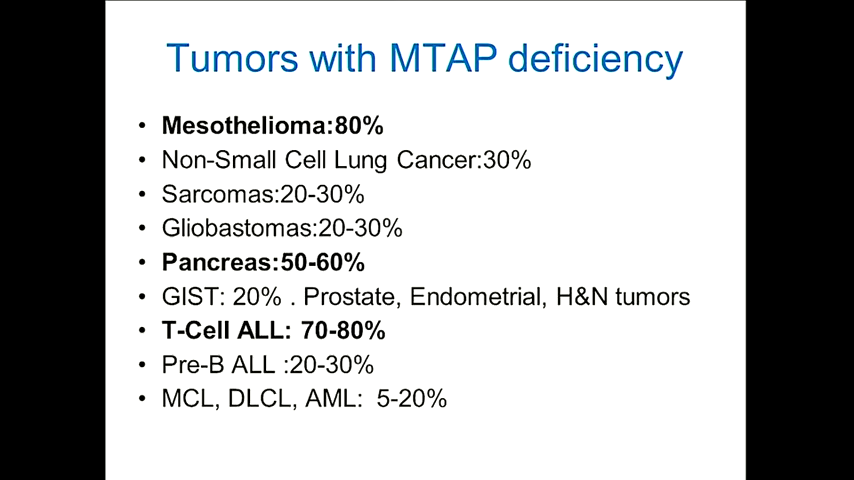 Tumors with MTAP deficiency
• Mesothelioma:80%
• Non-Small Cell Lung Cancer:30%
• Sarcomas:20-30%
• Gliobastomas:20-30%
• Pancreas:50-60%
• GIST: 20% . Prostate, Endometrial, H&N tumors
• T-Cell ALL: 70-80%
• Pre-B ALL :20-30%
• MCL, DLCL, AML:  5-20%